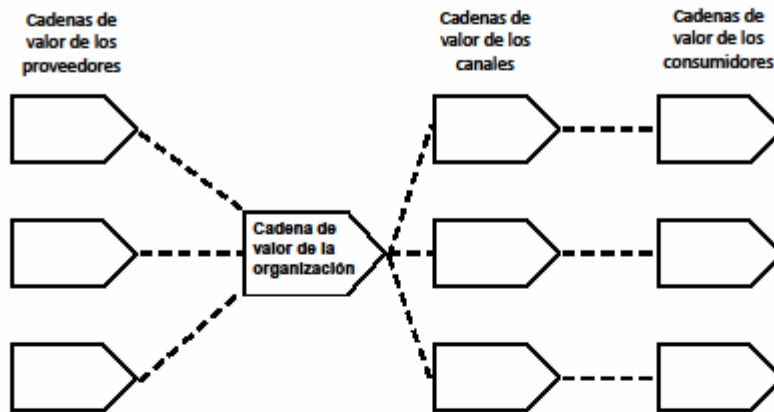 Cadenas de
valor de los
proveedores
Cadenas de
valor de los
canales
Cadenas de
valor de los
consumidores
Cadena de
valor de la
organización